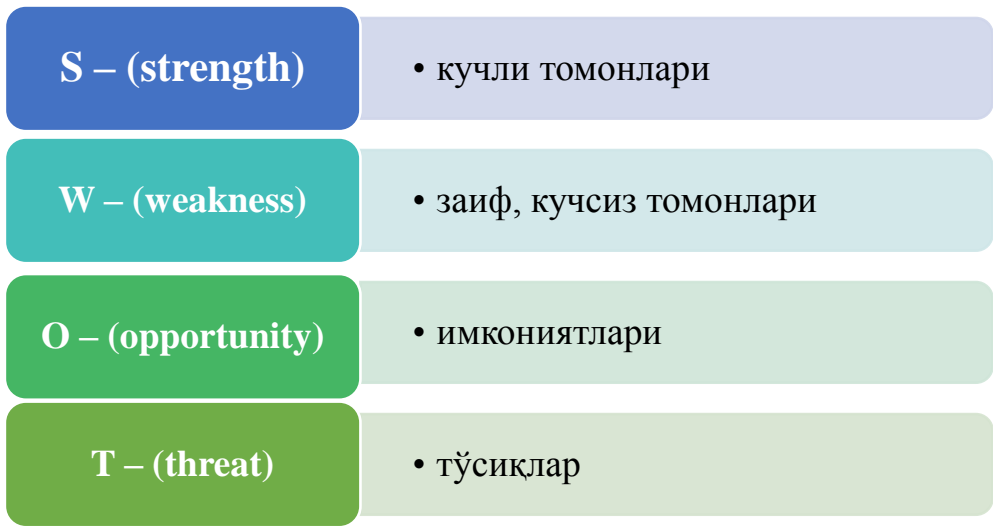 S – (strength)
• кучли томонлари
W – (weakness)
• заиф, кучсиз томонлари
O – (opportunity)
• имкониятлари
T – (threat)
• тўсиқлар